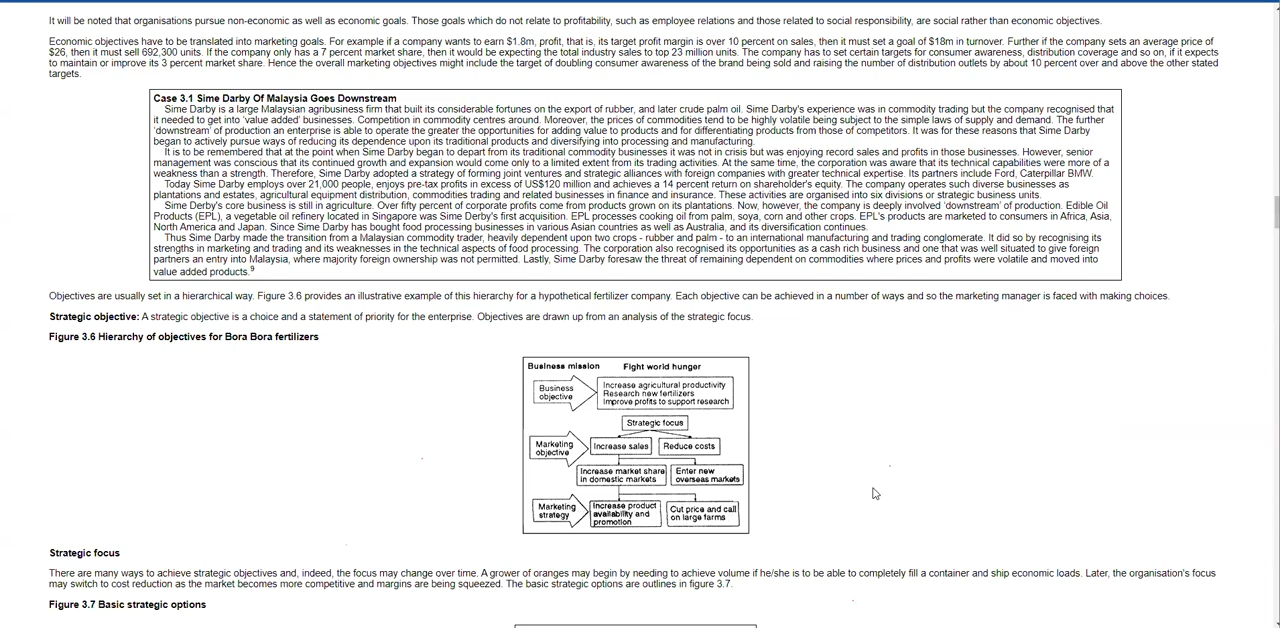 It will be noted that organisations pursue non-economic as well as economic goals. Those goals which do not relate to profitability, such as employee relations and those related to social responsibility, are social rather than economic objectives.
Economic objectives have to be translated into marketing goals. For example if a company wants to earn $1.8m, profit, that is, its target profit margin is over 10 percent on sales, then it must set a goal of $18m in turnover. Further if the company sets an average price of
$26, then it must sell 692,300 units. If the company only has a 7 percent market share, then it would be expecting the total industry sales to top 23 million units. The company has to set certain targets for consumer awareness, distribution coverage and so on, if it expects
to maintain or improve its 3 percent market share. Hence the overall marketing objectives might include the target of doubling consumer awareness of the brand being sold and raising the number of distribution outlets by about 10 percent over and above the other stated
targets.
Case 3.1 Sime Darby Of Malaysia Goes Downstream
Sime Darby is a large Malaysian agribusiness firm that built its considerable fortunes on the export of rubber, and later crude palm oil. Sime Darby's experience was in commodity trading but the company recognised that
it needed to get into 'value added' businesses. Competition in commodity centres around. Moreover, the prices of commodities tend to be highly volatile being subject to the simple laws of supply and demand. The further
'downstream' of production an enterprise is able to operate the greater the opportunities for adding value to products and for differentiating products from those of competitors. It was for these reasons that Sime Darby
began to actively pursue ways of reducing its dependence upon its traditional products and diversifying into processing and manufacturing.
It is to be remembered that at the point when Sime Darby began to depart from its traditional commodity businesses it was not in crisis but was enjoying record sales and profits in those businesses. However, senior
management was conscious that its continued growth and expansion would come only to a limited extent from its trading activities. At the same time, the corporation was aware that its technical capabilities were more of a
weakness than a strength. Therefore, Sime Darby adopted a strategy of forming joint ventures and strategic alliances with foreign companies with greater technical expertise. Its partners include Ford, Caterpillar BMW.
Today Sime Darby employs over 21,000 people, enjoys pre-tax profits in excess of US$120 million and achieves a 14 percent return on shareholder's equity. The company operates such diverse businesses as
plantations and estates, agricultural equipment distribution, commodities trading and related businesses in finance and insurance. These activities are organised into six divisions or strategic business units.
Sime Derby's core business is still in agriculture. Over fifty percent of corporate profits come from products grown on its plantations. Now, however, the company is deeply involved 'downstream' of production. Edible Oil
Products (EPL), a vegetable oil refinery located in Singapore was Sime Derby's first acquisition. EPL processes cooking oil from palm, soya, corn and other crops. EPL's products are marketed to consumers in Africa, Asia,
North America and Japan. Since Sime Darby has bought food processing businesses in various Asian countries as well as Australia, and its diversification continues.
Thus Sime Darby made the transition from a Malaysian commodity trader, heavily dependent upon two crops - rubber and palm - to an international manufacturing and trading conglomerate. It did so by recognising its
strengths in marketing and trading and its weaknesses in the technical aspects of food processing. The corporation also recognised its opportunities as a cash rich business and one that was well situated to give foreign
partners an entry into Malaysia, where majority foreign ownership was not permitted. Lastly, Sime Darby foresaw the threat of remaining dependent on commodities where prices and profits were volatile and moved into
value added products.9
Objectives are usually set in a hierarchical way. Figure 3.6 provides an illustrative example of this hierarchy for a hypothetical fertilizer company. Each objective can be achieved in a number of ways and so the marketing manager is faced with making choices.
Strategic objective: A strategic objective is a choice and a statement of priority for the enterprise. Objectives are drawn up from an analysis of the strategic focus.
Figure 3.6 Hierarchy of objectives for Bora Bora fertilizers
Business mission Fight world hunger
Business
objective
Increase agricultural productivity
Research new fertilizers
Improve profits to support research
Strategic focus
Marketing
objective
Increase sales
Reduce costs
Increase market share
in domestic markets
Enter new
overseas markets
Marketing
strategy
Increase product
availability and
promotion
Cut price and call
on large farms
Strategic focus
There are many ways to achieve strategic objectives and, indeed, the focus may change over time. A grower of oranges may begin by needing to achieve volume if he/she is to be able to completely fill a container and ship economic loads. Later, the organisation's focus
may switch to cost reduction as the market becomes more competitive and margins are being squeezed. The basic strategic options are outlines in figure 3.7.
Figure 3.7 Basic strategic options